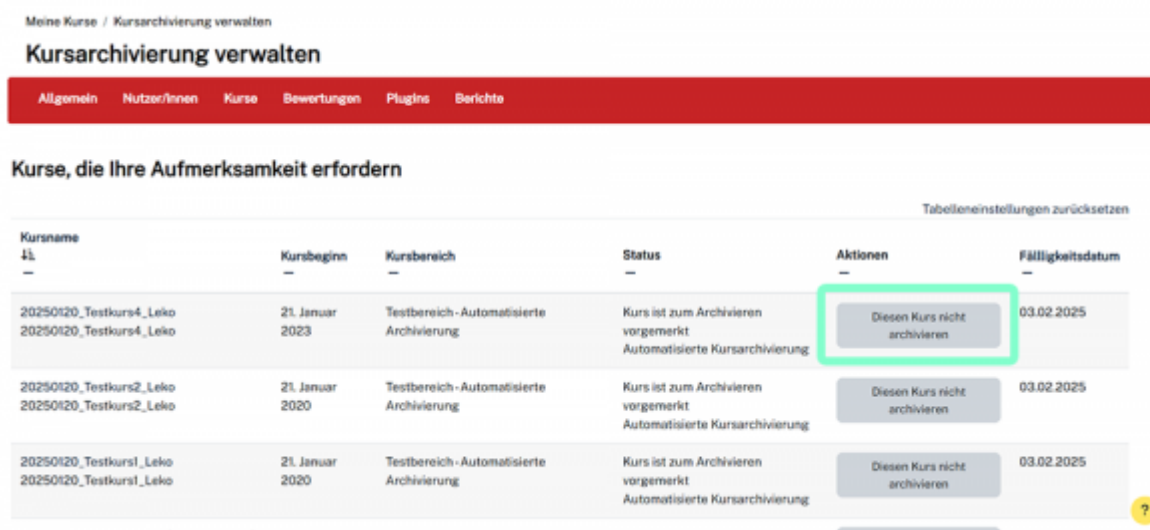 Meine Kurse / Kursarchivierung verwalten
Kursarchivierung verwalten
Allgemein Nutzer/innen Kurse Bewertungen Plugins Berichte
Kurse, die Ihre Aufmerksamkeit erfordern
Tabelleneinstellungen zurücksetzen
Kursname
Kursbeginn Kursbereich Status Aktionen Fälligkeitsdatum
20250120_Testkurs4_Leko 21. Januar Testbereich - Automatisierte Kurs ist zum Archivieren Diesen Kurs nicht 03.02.2025
20250120_Testkurs4_Leko 2023 Archivierung vorgemerkt archivieren
Automatisierte Kursarchivierung
20250120_Testkurs2_Leko 21. Januar Testbereich - Automatisierte Kurs ist zum Archivieren Diesen Kurs nicht 03.02.2025
20250120_Testkurs2_Leko 2020 Archivierung vorgemerkt archivieren
Automatisierte Kursarchivierung
20250120_Testkurs1_Leko 21. Januar Testbereich - Automatisierte Kurs ist zum Archivieren Diesen Kurs nicht 03.02.2025
20250120_Testkurs1_Leko 2020 Archivierung vorgemerkt archivieren
Automatisierte Kursarchivierung
?